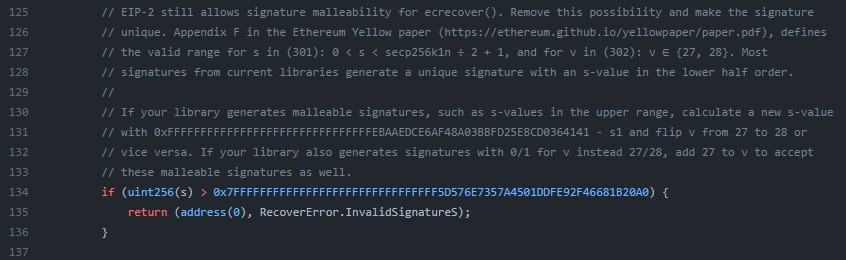 125 // EIP-2 still allows signature malleability for ecrecover(). Remove this possibility and make the signature
126 // unique. Appendix F in the Ethereum Yellow paper (https://ethereum.github.io/yellowpaper/paper.pdf), defines
127 // the valid range for s in (301): 0 < s < secp256k1n ÷ 2 + 1, and for v in (302): v ∈ {27, 28}. Most
128 // signatures from current libraries generate a unique signature with an s-value in the lower half order.
129 //
130 // If your library generates malleable signatures, such as s-values in the upper range, calculate a new s-value
131 // with 0xFFFFFFFFFFFFFFFFFFFFFFFFFFFFFFFEBAAEDCE6AF48A03BBFD25E8CD0364141 - s1 and flip v from 27 to 28 or
132 // vice versa. If your library also generates signatures with 0/1 for v instead 27/28, add 27 to v to accept
133 // these malleable signatures as well.
134 if (uint256(s) > 0x7FFFFFFFFFFFFFFFFFFFFFFFFFFFFFFF5D576E7357A4501DDFE92F46681B20A0) {
135 return (address(0), RecoverError.InvalidSignatureS);
136 }
137